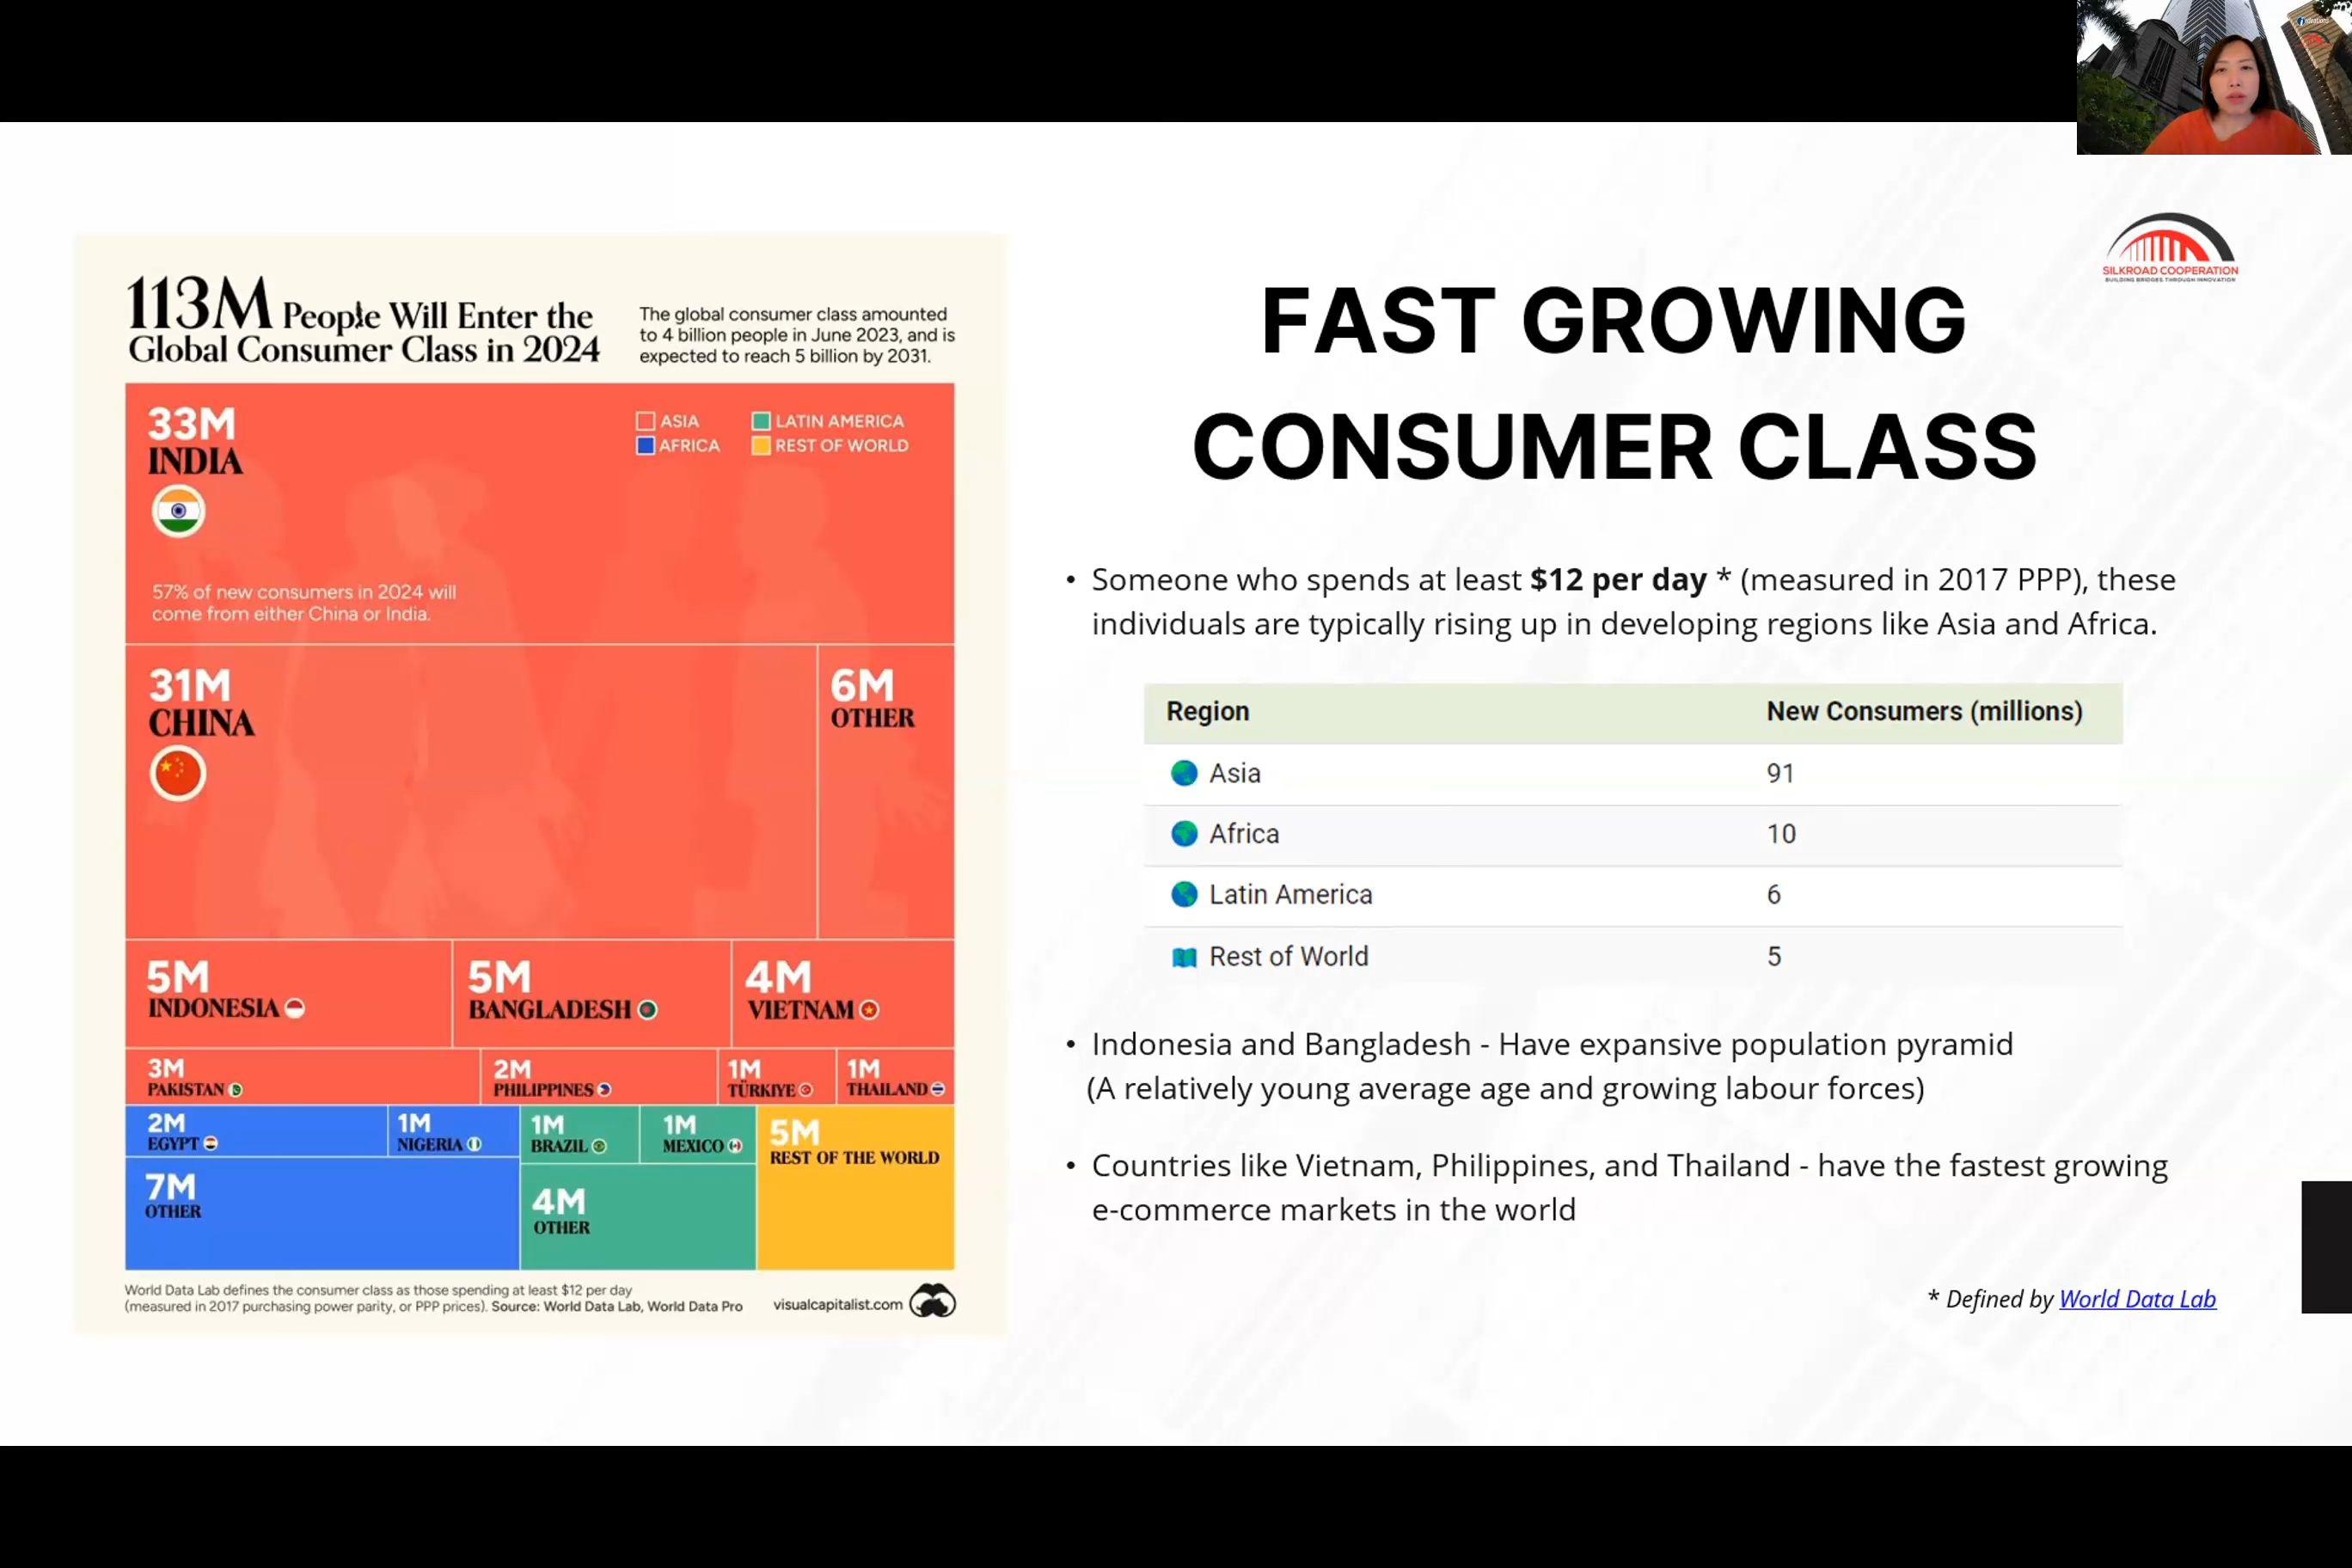 SILKROAD COOPERATION
BUILDING BRIDGES THROUGH INNOVATION
113M People Will Enter the
Global Consumer Class in 2024
The global consumer class amounted
to 4 billion people in June 2023, and is
expected to reach 5 billion by 2031.
33M
INDIA
ASIA
LATIN AMERICA
AFRICA
REST OF WORLD
57% of new consumers in 2024 will
come from either China or India.
31M
CHINA
6M
OTHER
5M
INDONESIA
5M
BANGLADESH
4M
VIETNAM
3M
PAKISTAN
2M
PHILIPPINES
1M
TÜRKIYE
1M
THAILAND
2M
EGYPT
1M
NIGERIA
1M
BRAZIL
1M
MEXICO
5M
REST OF THE WORLD
7M
OTHER
4M
OTHER
World Data Lab defines the consumer class as those spending at least $12 per day
(measured in 2017 purchasing power parity, or PPP prices). Source: World Data Lab, World Data Pro
visualcapitalist.com
FAST GROWING
CONSUMER CLASS
• Someone who spends at least $12 per day * (measured in 2017 PPP), these
individuals are typically rising up in developing regions like Asia and Africa.
Region New Consumers (millions)
Asia 91
Africa 10
Latin America 6
Rest of World 5
• Indonesia and Bangladesh - Have expansive population pyramid
(A relatively young average age and growing labour forces)
• Countries like Vietnam, Philippines, and Thailand - have the fastest growing
e-commerce markets in the world
* Defined by World Data Lab